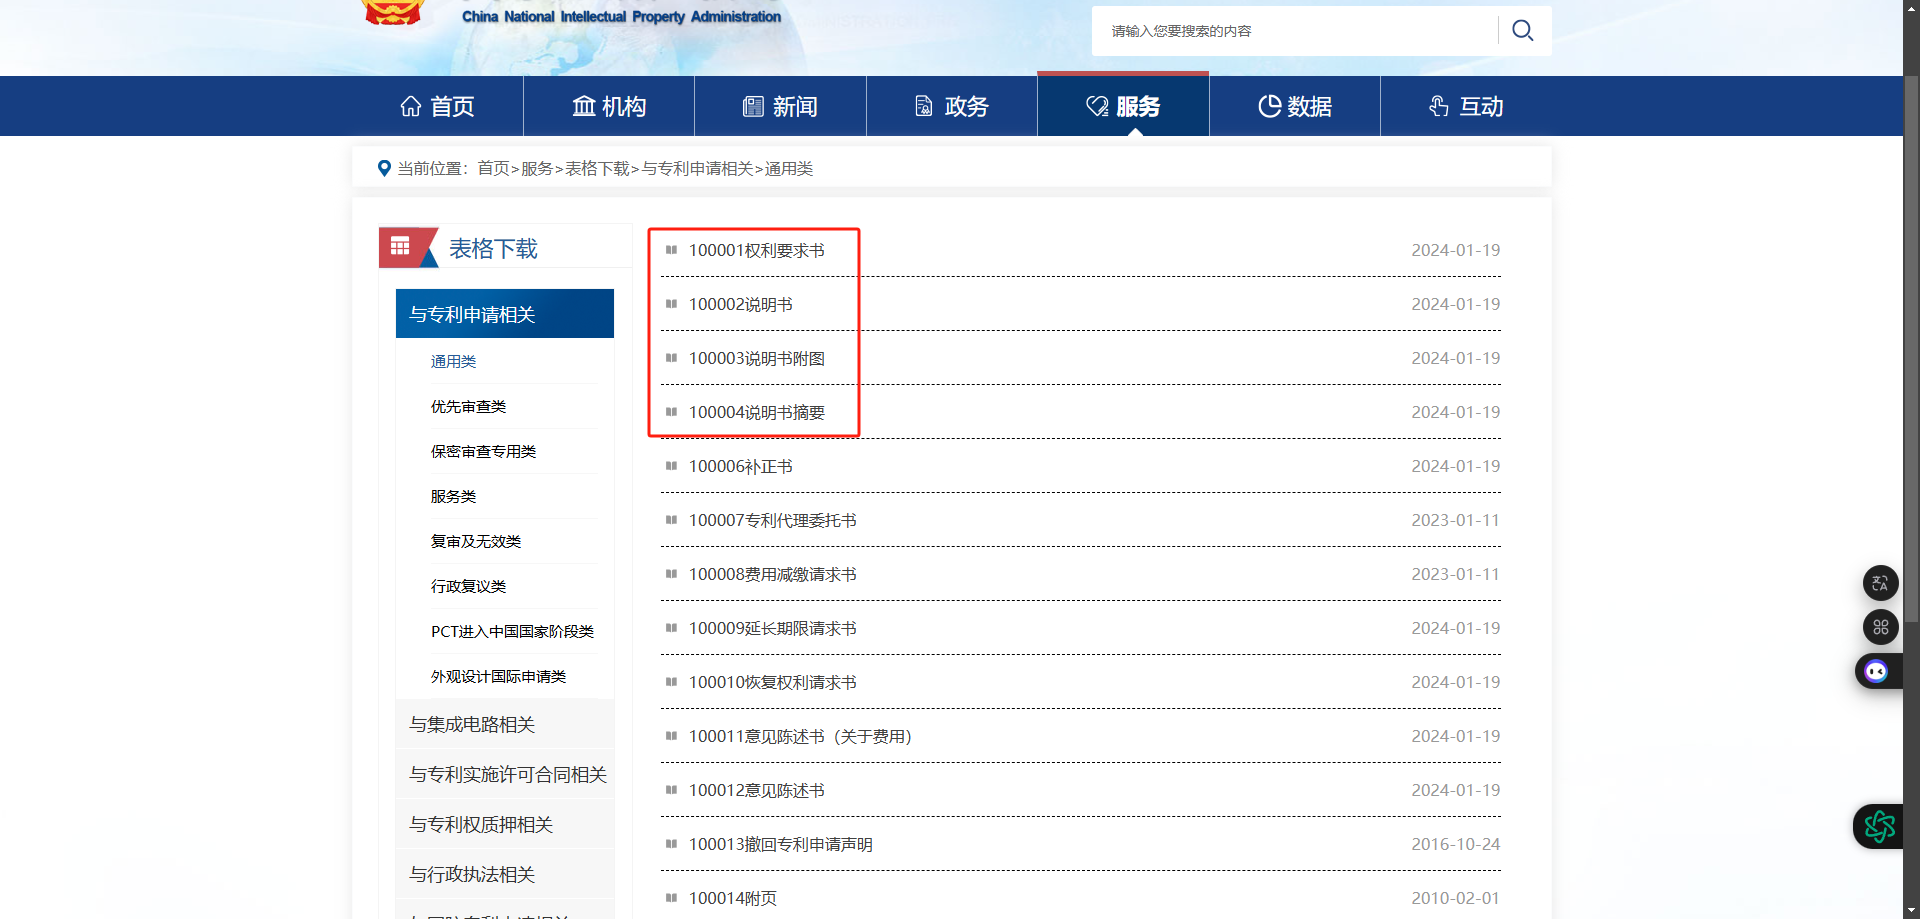 China National Intellectual Property Administration
请输入您要搜索的内容
首页
机构
新闻
政务
服务
数据
互动
当前位置：首页>服务>表格下载>与专利申请相关>通用类
表格下载
与专利申请相关
通用类
优先审查类
保密审查专用类
服务类
复审及无效类
行政复议类
PCT进入中国国家阶段类
外观设计国际申请类
与集成电路相关
与专利实施许可合同相关
与专利权质押相关
与行政执法相关
100001权利要求书 2024-01-19
100002说明书 2024-01-19
100003说明书附图 2024-01-19
100004说明书摘要 2024-01-19
100006补正书 2024-01-19
100007专利代理委托书 2023-01-11
100008费用减缴请求书 2023-01-11
100009延长期限请求书 2024-01-19
100010恢复权利请求书 2024-01-19
100011意见陈述书（关于费用） 2024-01-19
100012意见陈述书 2024-01-19
100013撤回专利申请声明 2016-10-24
100014附页 2010-02-01